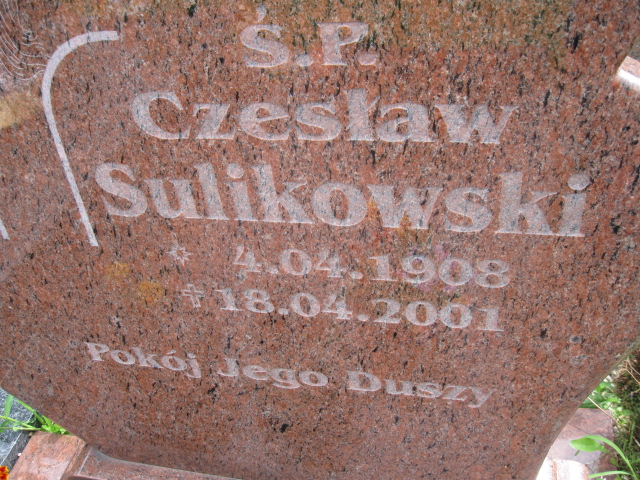 Ś.P.
Czesław
Sulikowski
* 4.04.1908
✝ 18.04.2001
Pokój Jego Duszy